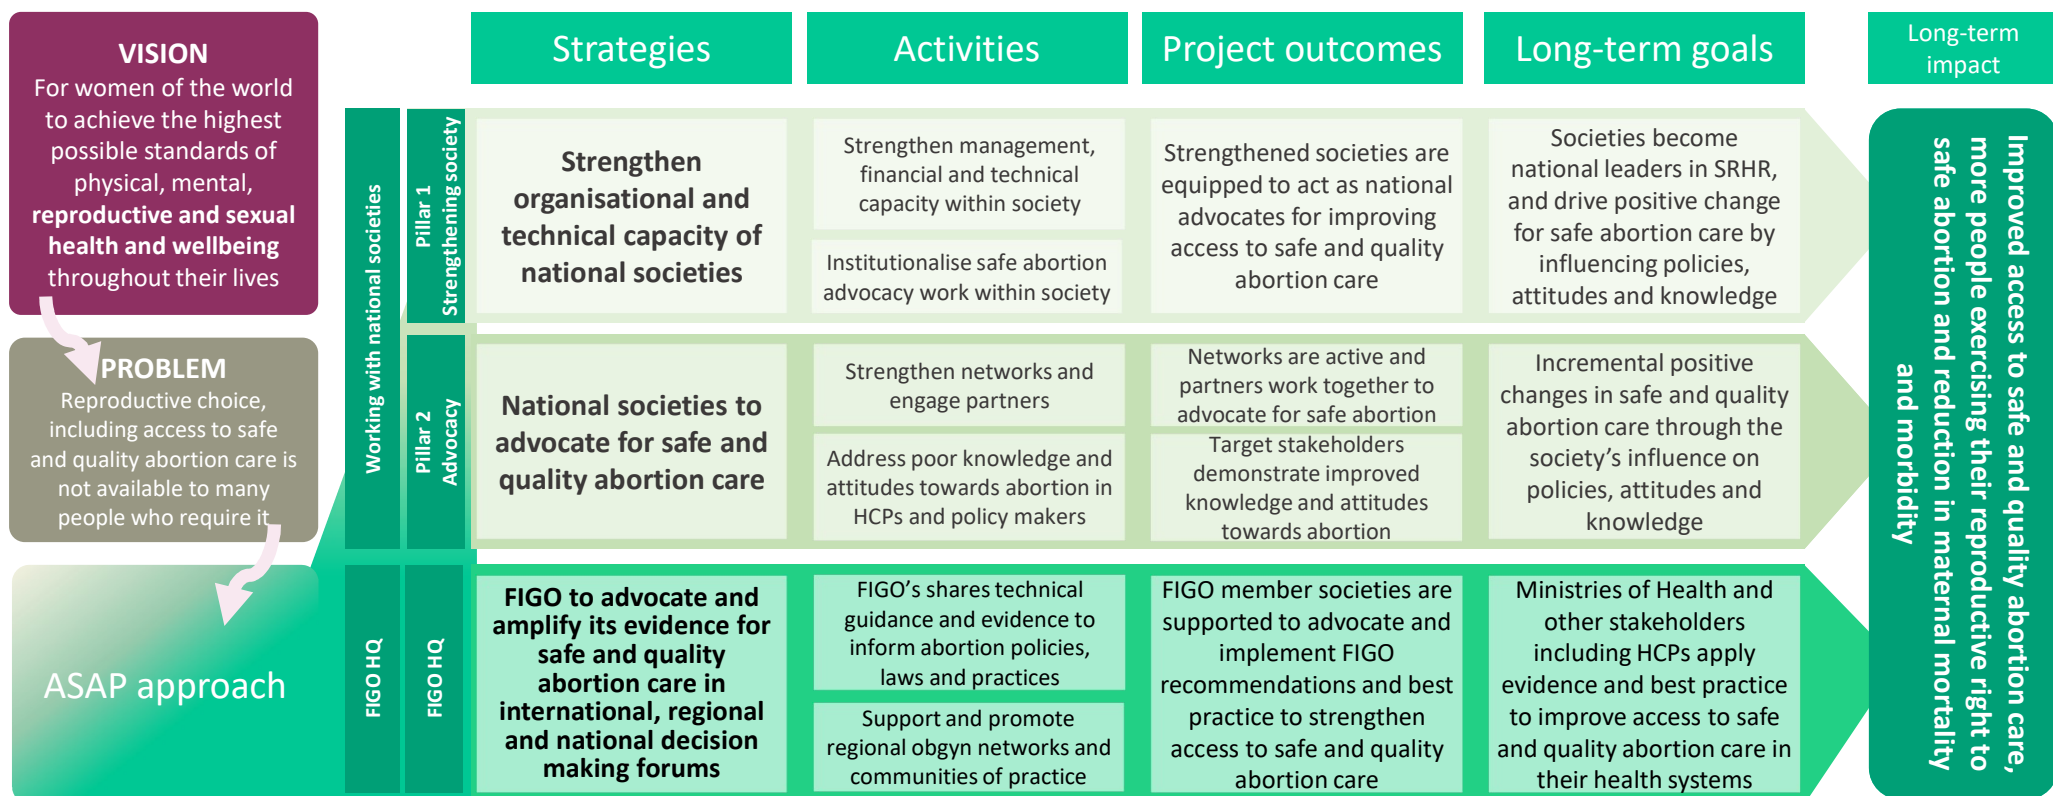 VISION
For women of the world
to achieve the highest
possible standards of
physical, mental,
reproductive and sexual
health and wellbeing
throughout their lives
PROBLEM
Reproductive choice,
including access to safe
and quality abortion care is
not available to many
people who require it
ASAP approach
Strategies
Activities
Project outcomes
Long-term goals
Long-term
impact
Working with national societies
Pillar 1
Strengthening society
Strengthen
organisational and
technical capacity of
national societies
Strengthen management,
financial and technical
capacity within society
Institutionalise safe abortion
advocacy work within society
Strengthened societies are
equipped to act as national
advocates for improving
access to safe and quality
abortion care
Societies become
national leaders in SRHR,
and drive positive change
for safe abortion care by
influencing policies,
attitudes and knowledge
Pillar 2
Advocacy
National societies to
advocate for safe and
quality abortion care
Strengthen networks and
engage partners
Address poor knowledge and
attitudes towards abortion in
HCPs and policy makers
Networks are active and
partners work together to
advocate for safe abortion
Target stakeholders
demonstrate improved
knowledge and attitudes
towards abortion
Incremental positive
changes in safe and quality
abortion care through the
society’s influence on
policies, attitudes and
knowledge
FIGO HQ
FIGO HQ
FIGO to advocate and
amplify its evidence for
safe and quality
abortion care in
international, regional
and national decision
making forums
FIGO’s shares technical
guidance and evidence to
inform abortion policies,
laws and practices
Support and promote
regional obgyn networks and
communities of practice
FIGO member societies are
supported to advocate and
implement FIGO
recommendations and best
practice to strengthen
access to safe and quality
abortion care
Ministries of Health and
other stakeholders
including HCPs apply
evidence and best practice
to improve access to safe
and quality abortion care in
their health systems
Improved access to safe and quality abortion care,
more people exercising their reproductive right to
safe abortion and reduction in maternal mortality
and morbidity